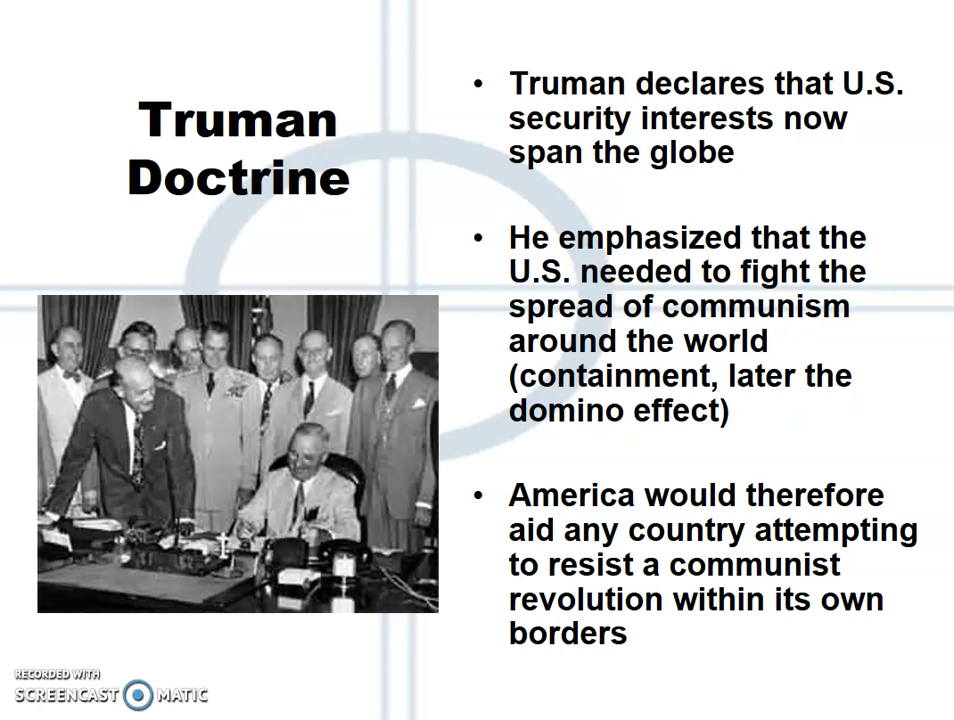 Truman
Doctrine
• Truman declares that U.S.
security interests now
span the globe
• He emphasized that the
U.S. needed to fight the
spread of communism
around the world
(containment, later the
domino effect)
• America would therefore
aid any country attempting
to resist a communist
revolution within its own
borders
RECORDED WITH
SCREENCAST MATIC